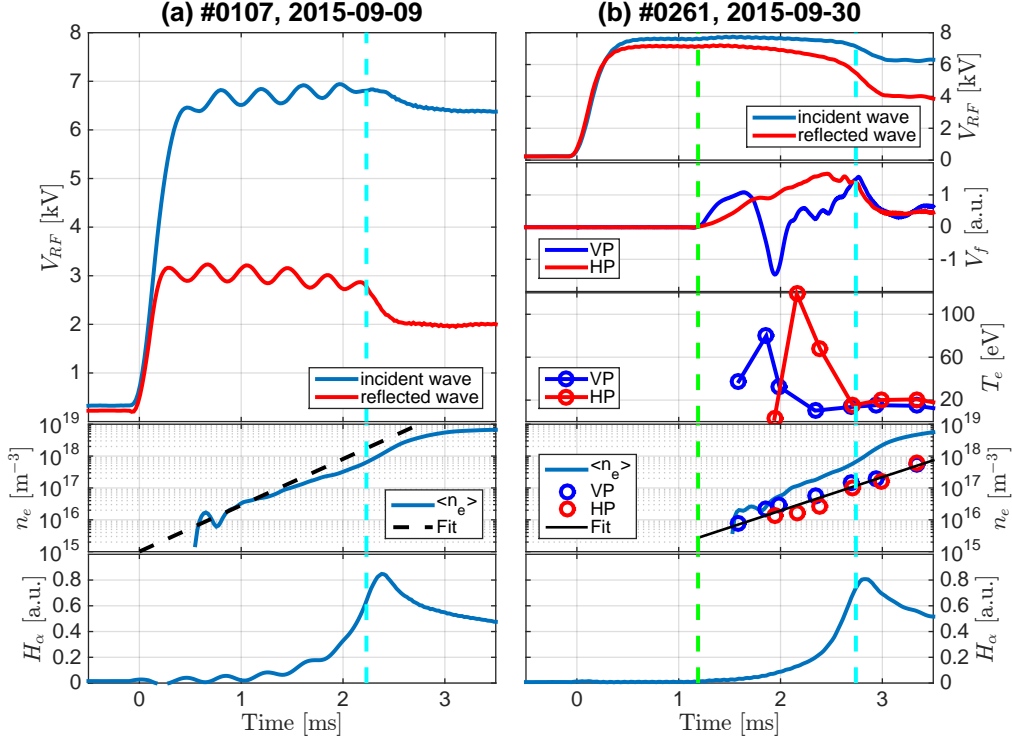 (a) #0107, 2015-09-09
8
7
6
5
4
3
2
1
V_RF [kV]
incident wave
reflected wave
10^19
10^18
10^17
10^16
10^15
n_e [m^−3]
<n_e>
Fit
0.8
0.6
0.4
0.2
0
H_α [a.u.]
0
1
2
3
Time [ms]
(b) #0261, 2015-09-30
8
6
4
2
0
V_RF [kV]
incident wave
reflected wave
1
0
-1
V_f [a.u.]
VP
HP
100
60
20
T_e [eV]
VP
HP
10^19
10^18
10^17
10^16
10^15
n_e [m^−3]
<n_e>
VP
HP
Fit
0.8
0.6
0.4
0.2
0
H_α [a.u.]
0
1
2
3
Time [ms]